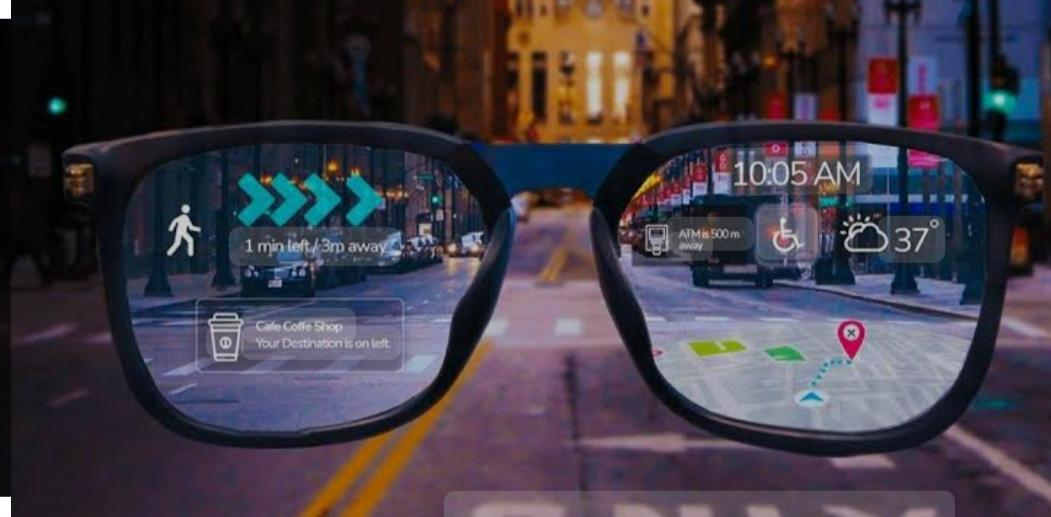 1 min left / 3m away
Cafe Coffe Shop
Your Destination is on left.
10:05 AM
ATM is 500 m
away
37°